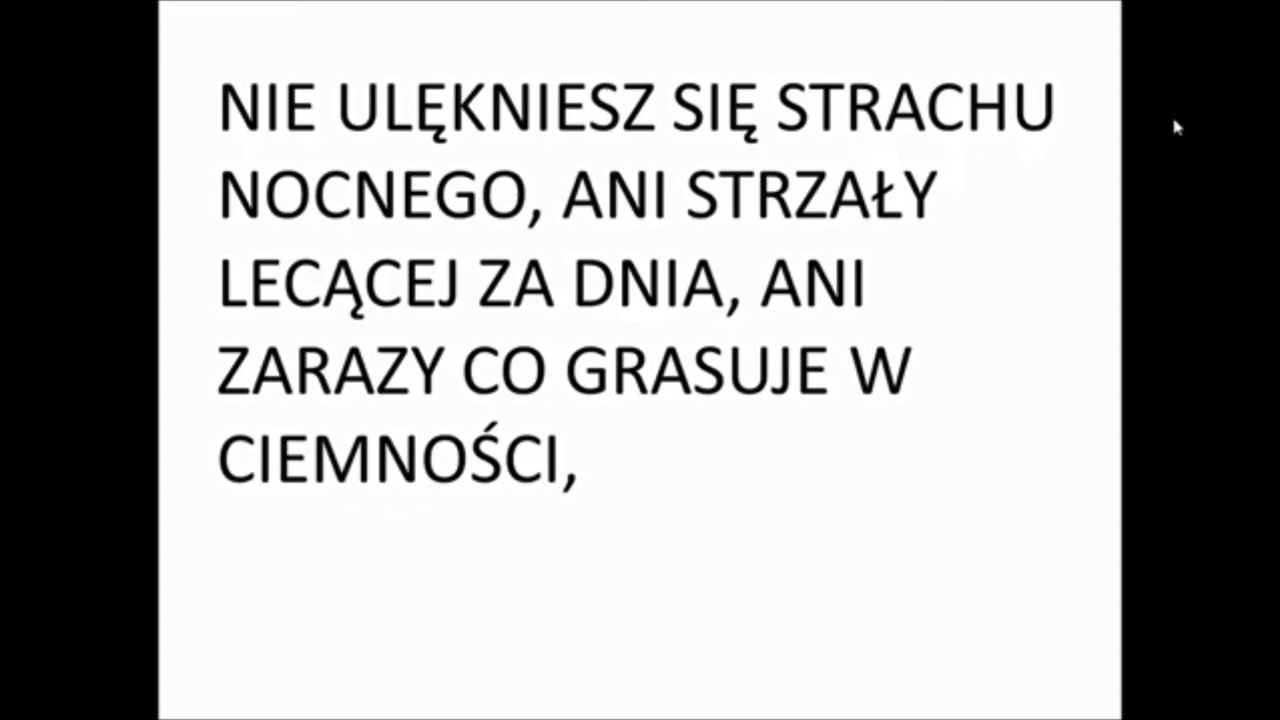 NIE ULĘKNIESZ SIĘ STRACHU
NOCNEGO, ANI STRZAŁY
LECĄCEJ ZA DNIA, ANI
ZARAZY CO GRASUJE W
CIEMNOŚCI,